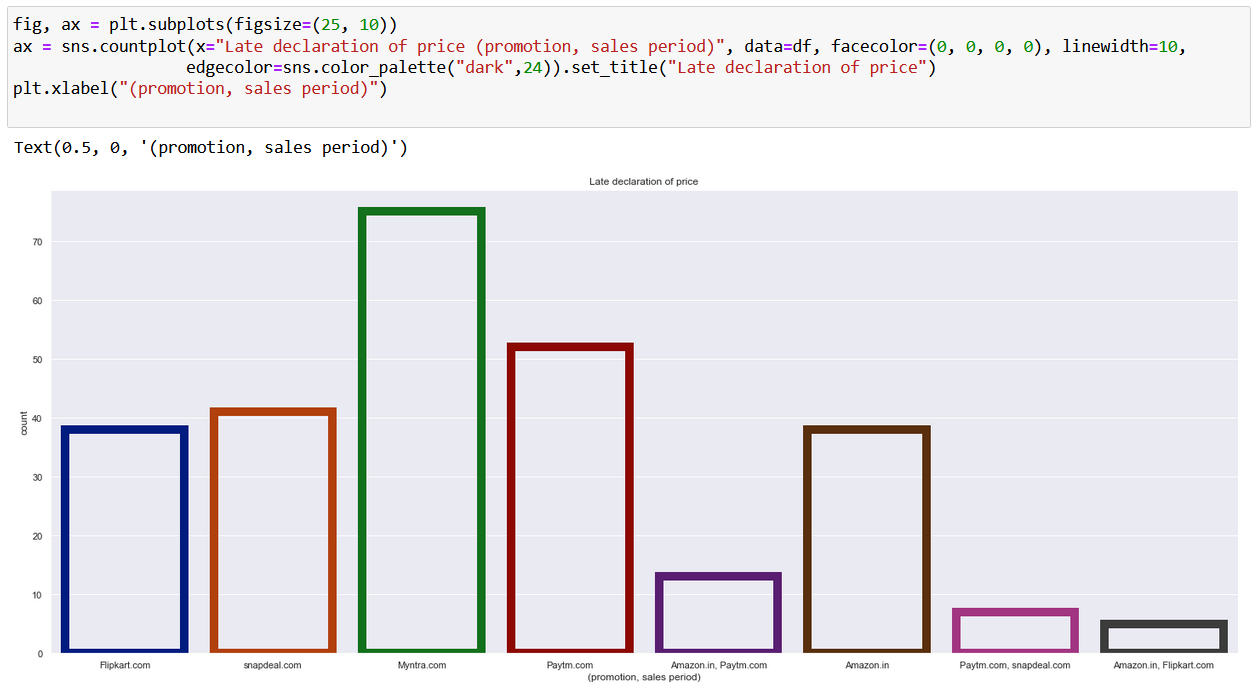 fig, ax = plt.subplots(figsize=(25, 10))
ax = sns.countplot(x="Late declaration of price (promotion, sales period)", data=df, facecolor=(0, 0, 0, 0), linewidth=10,
edgecolor=sns.color_palette("dark",24)).set_title("Late declaration of price")
plt.xlabel("(promotion, sales period)")
Text(0.5, 0, '(promotion, sales period)')
Late declaration of price
70
60
50
40
30
20
10
0
count
Flipkart.com snapdeal.com Myntra.com Paytm.com Amazon.in, Paytm.com Amazon.in Paytm.com, snapdeal.com Amazon.in, Flipkart.com
(promotion, sales period)